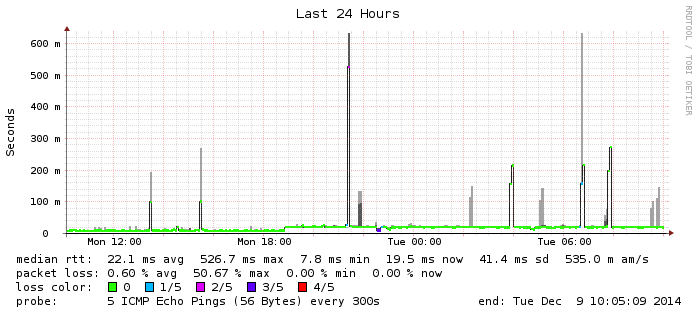 Last 24 Hours
RRDTOOL / TOBI OETIKER
Seconds
600 m
500 m
400 m
300 m
200 m
100 m
0
Mon 12:00 Mon 18:00 Tue 00:00 Tue 06:00
median rtt: 22.1 ms avg 526.7 ms max 7.8 ms min 19.5 ms now 41.4 ms sd 535.0 m am/s
packet loss: 0.60 % avg 50.67 % max 0.00 % min 0.00 % now
loss color: 0 1/5 2/5 3/5 4/5
probe: 5 ICMP Echo Pings (56 Bytes) every 300s end: Tue Dec 9 10:05:09 2014